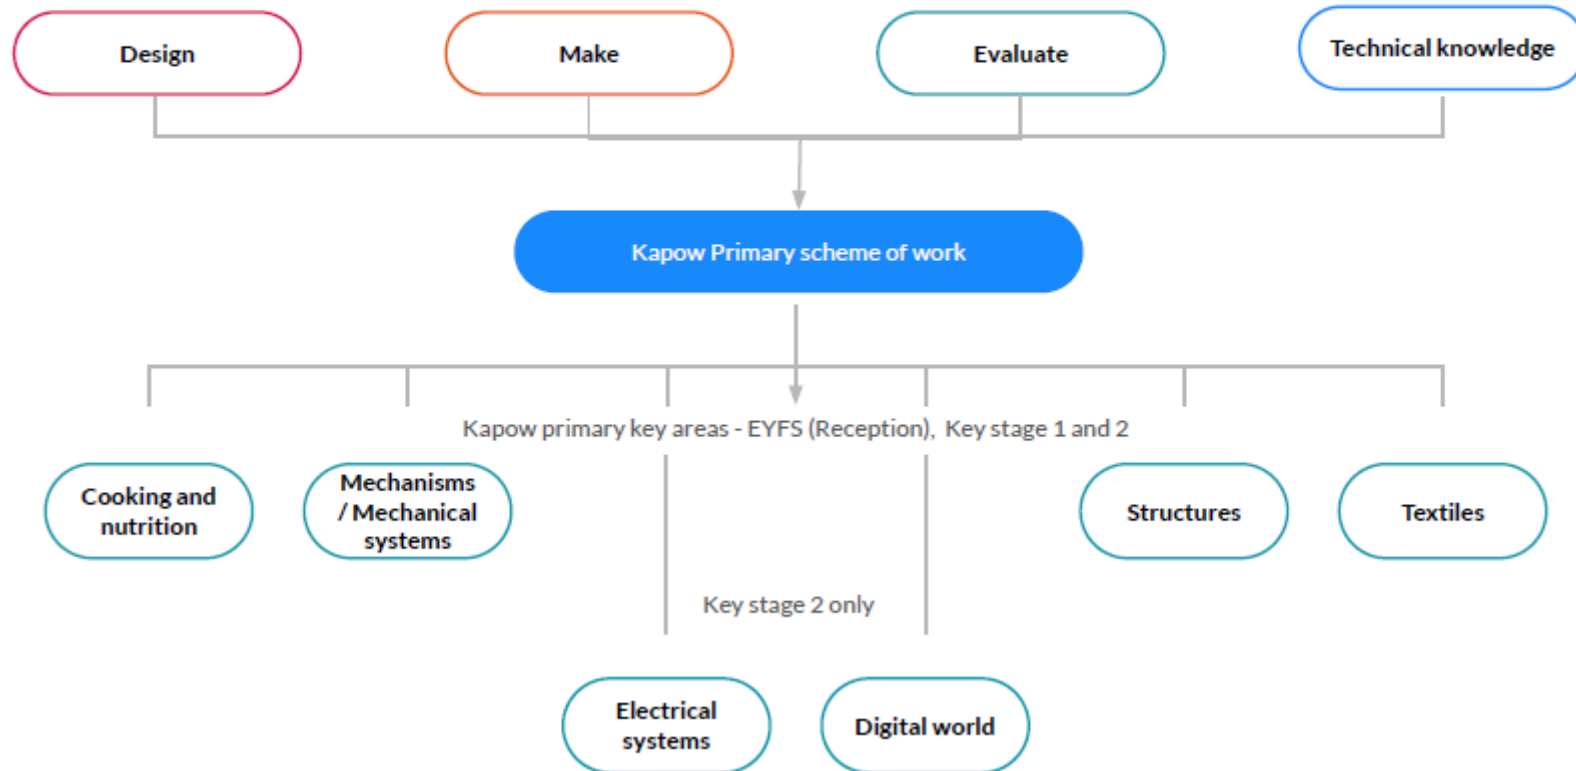 Design
Make
Evaluate
Technical knowledge
Kapow Primary scheme of work
Kapow primary key areas - EYFS (Reception), Key stage 1 and 2
Cooking and
nutrition
Mechanisms
/ Mechanical
systems
Structures
Textiles
Key stage 2 only
Electrical
systems
Digital world